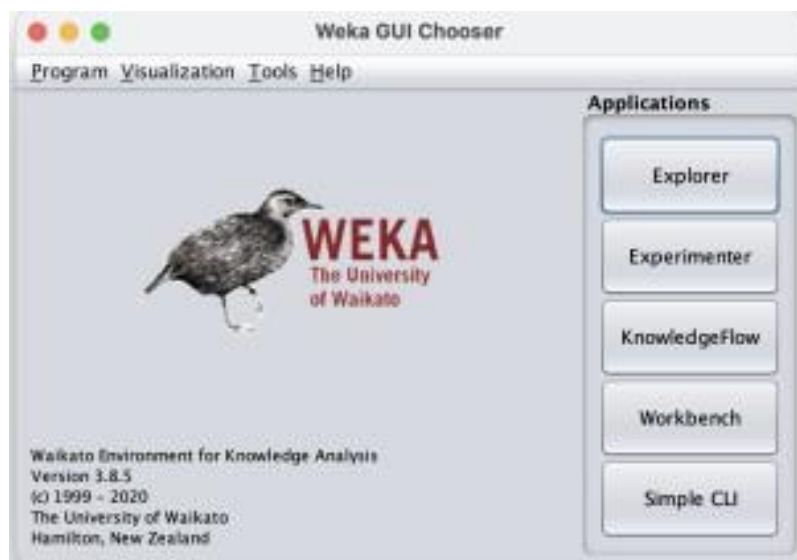 Weka GUI Chooser
Program Visualization Tools Help
Applications
Explorer
Experimenter
KnowledgeFlow
Workbench
Simple CLI
WEKA
The University
of Waikato
Waikato Environment for Knowledge Analysis
Version 3.8.5
(c) 1999 - 2020
The University of Waikato
Hamilton, New Zealand